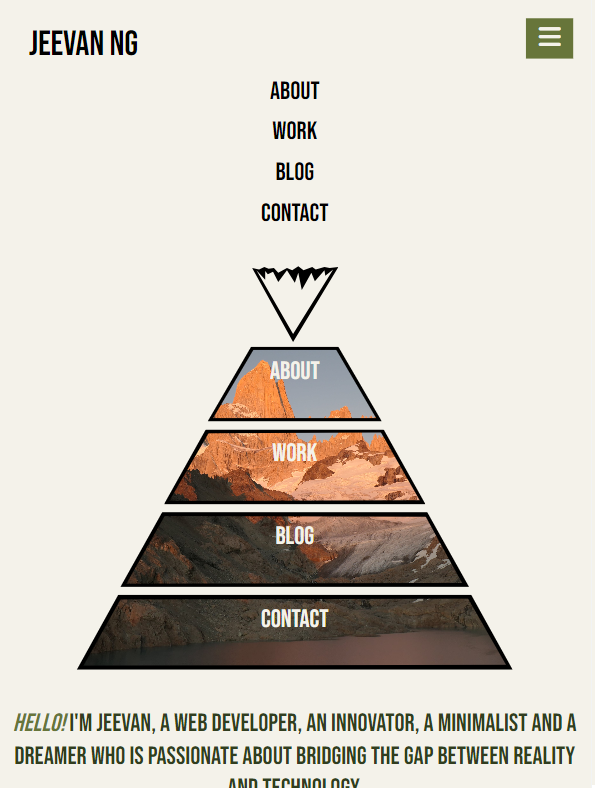 JEEVAN NG
ABOUT
WORK
BLOG
CONTACT
ABOUT
WORK
BLOG
CONTACT
HELLO! I'M JEEVAN, A WEB DEVELOPER, AN INNOVATOR, A MINIMALIST AND A
DREAMER WHO IS PASSIONATE ABOUT BRIDGING THE GAP BETWEEN REALITY
AND TECHNOLOGY